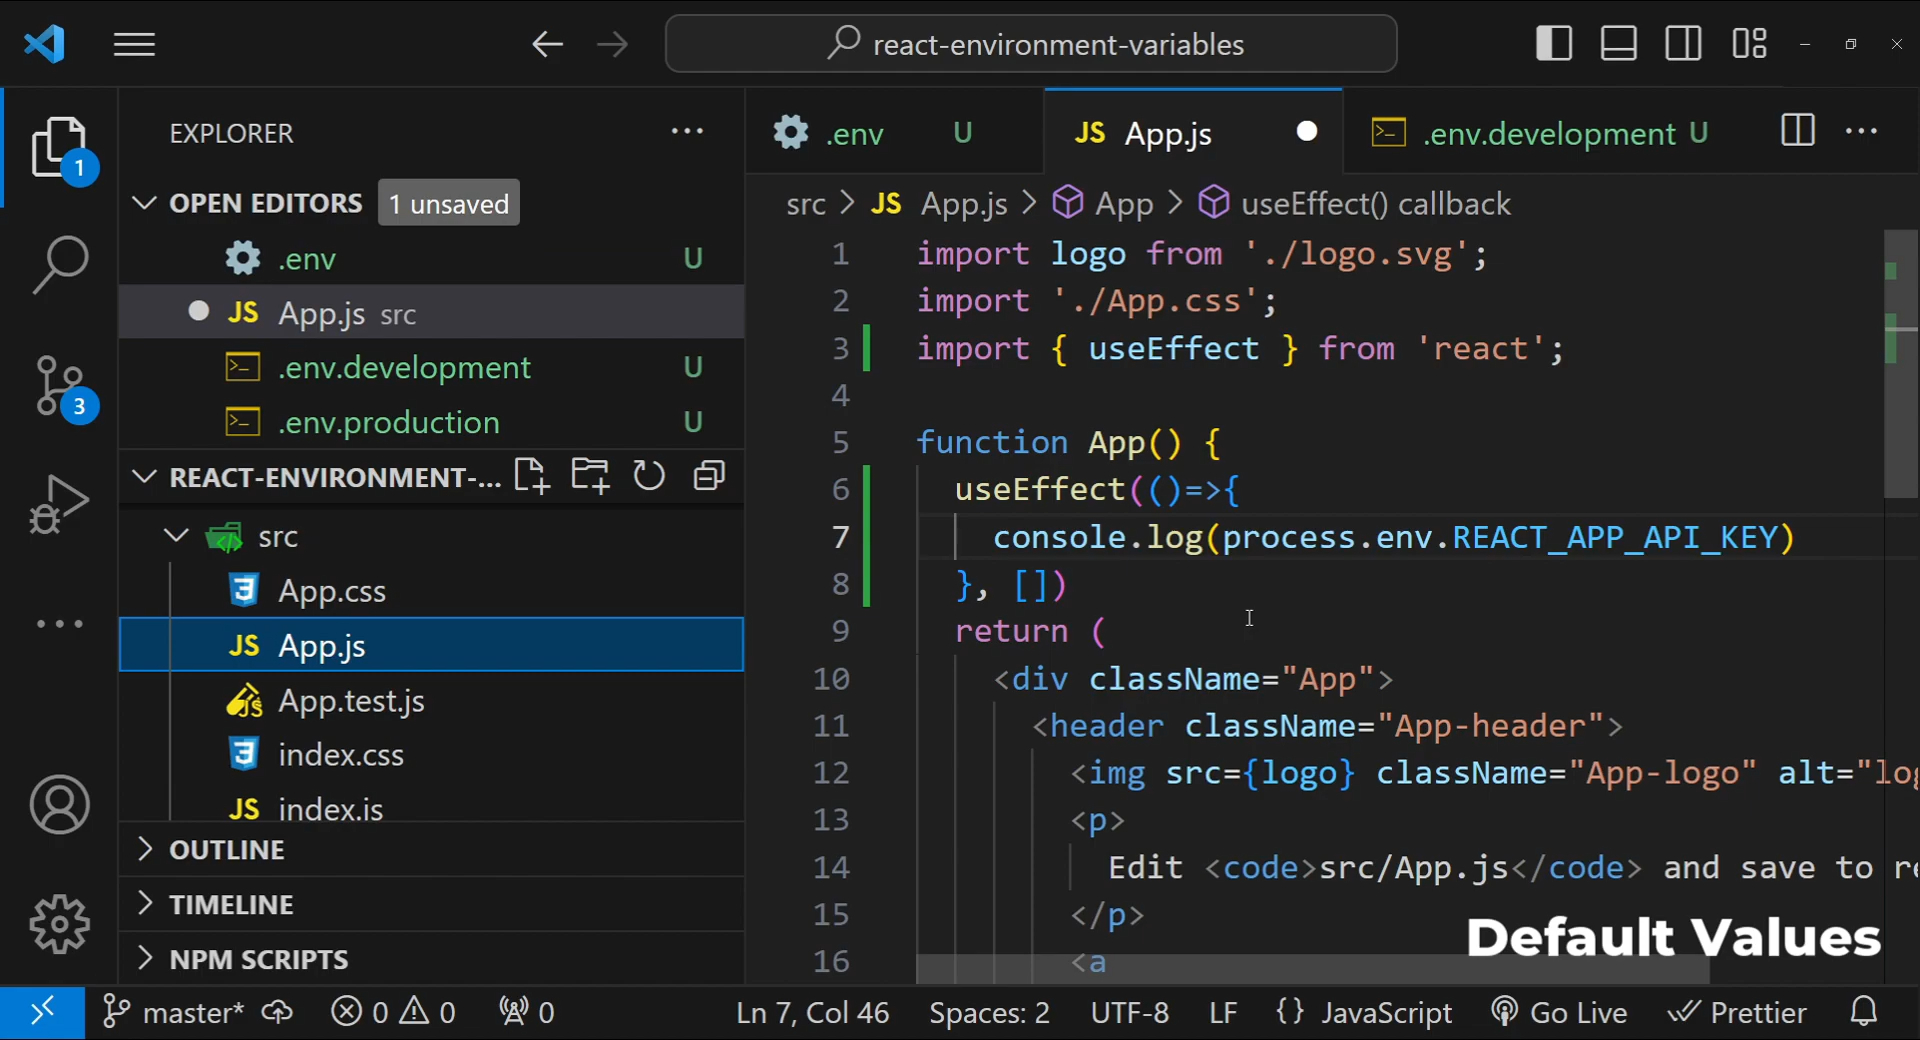 react-environment-variables
EXPLORER
OPEN EDITORS 1 unsaved
.env U
App.js src
.env.development U
.env.production U
REACT-ENVIRONMENT-...
src
App.css
App.js
App.test.js
index.css
index.js
OUTLINE
TIMELINE
NPM SCRIPTS
1
3
.env U
JS App.js
.env.development U
src > JS App.js > App > useEffect() callback
1 import logo from './logo.svg';
2 import './App.css';
3 import { useEffect } from 'react';
4
5 function App() {
6 useEffect(()=>{
7 console.log(process.env.REACT_APP_API_KEY)
8 }, [])
9 return (
10 <div className="App">
11 <header className="App-header">
12 <img src={logo} className="App-logo" alt="log
13 <p>
14 Edit <code>src/App.js</code> and save to re
15 </p>
16 <a
Default Values
master* 0 0 0 Ln 7, Col 46 Spaces: 2 UTF-8 LF {} JavaScript Go Live Prettier